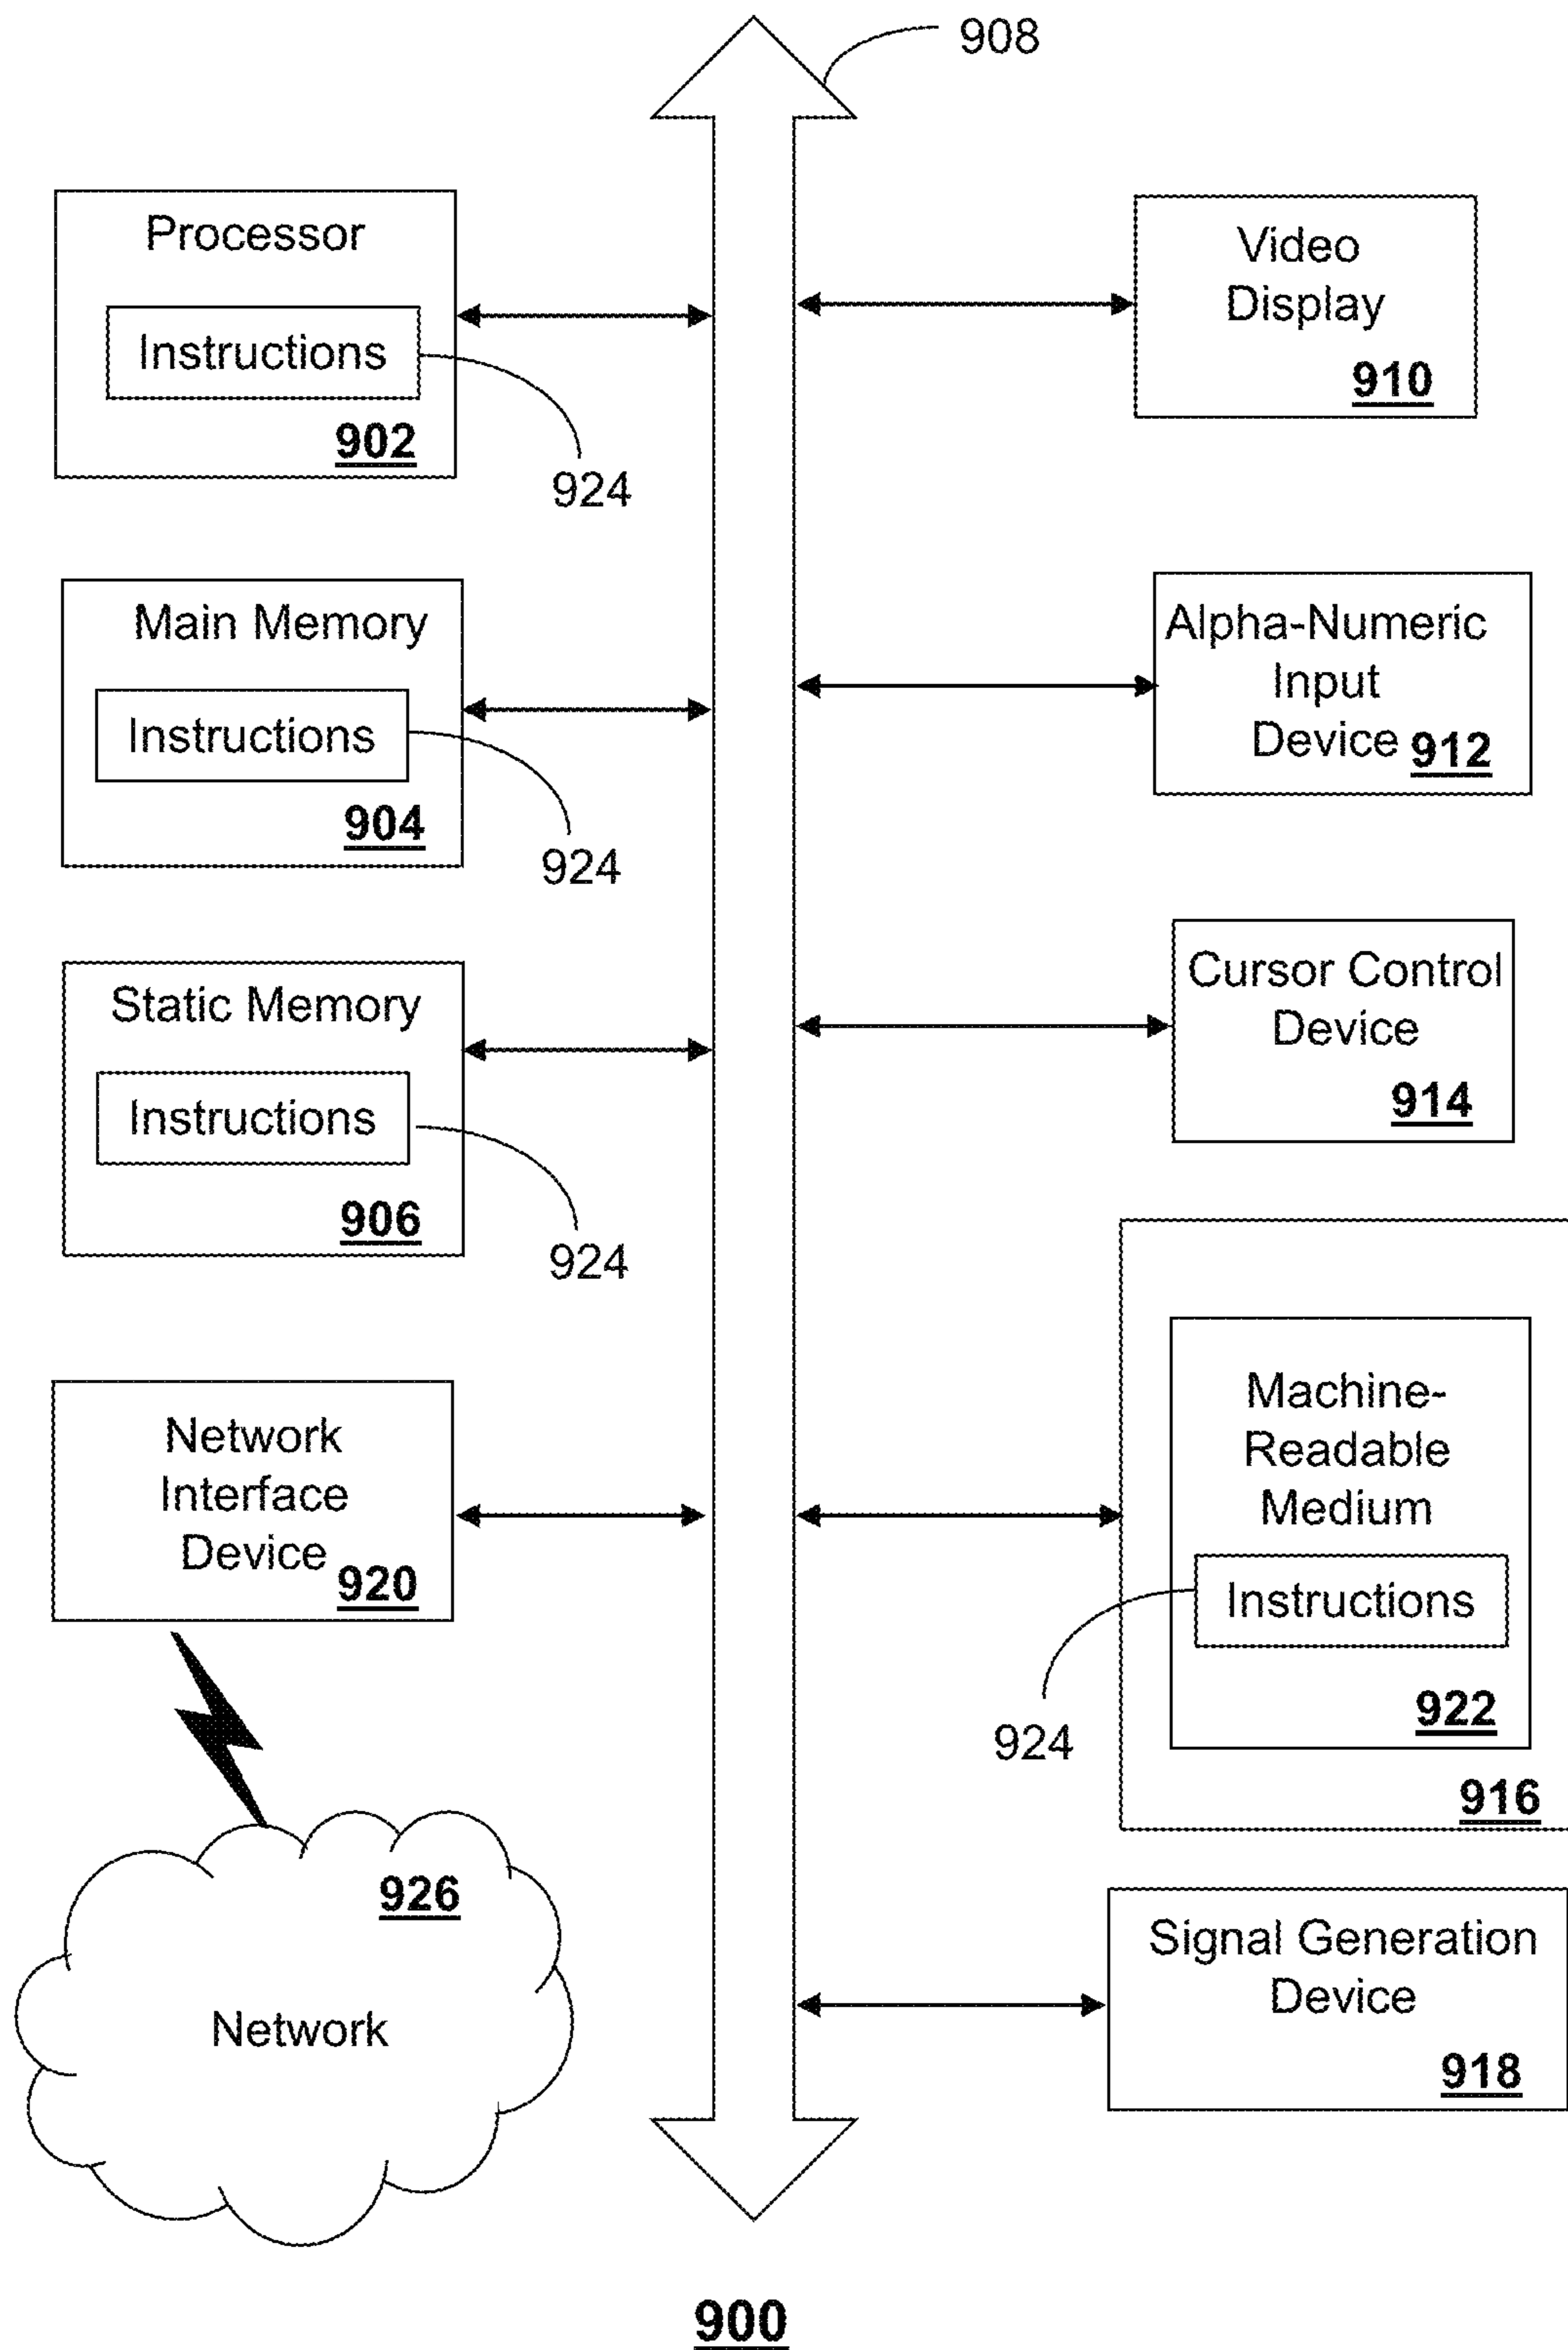 908
Processor
Instructions
902
924
Main Memory
Instructions
904
924
Static Memory
Instructions
906
924
Network
Interface
Device
920
926
Network
Video
Display
910
Alpha-Numeric
Input
Device
912
Cursor Control
Device
914
Machine-
Readable
Medium
Instructions
922
924
916
Signal Generation
Device
918
900